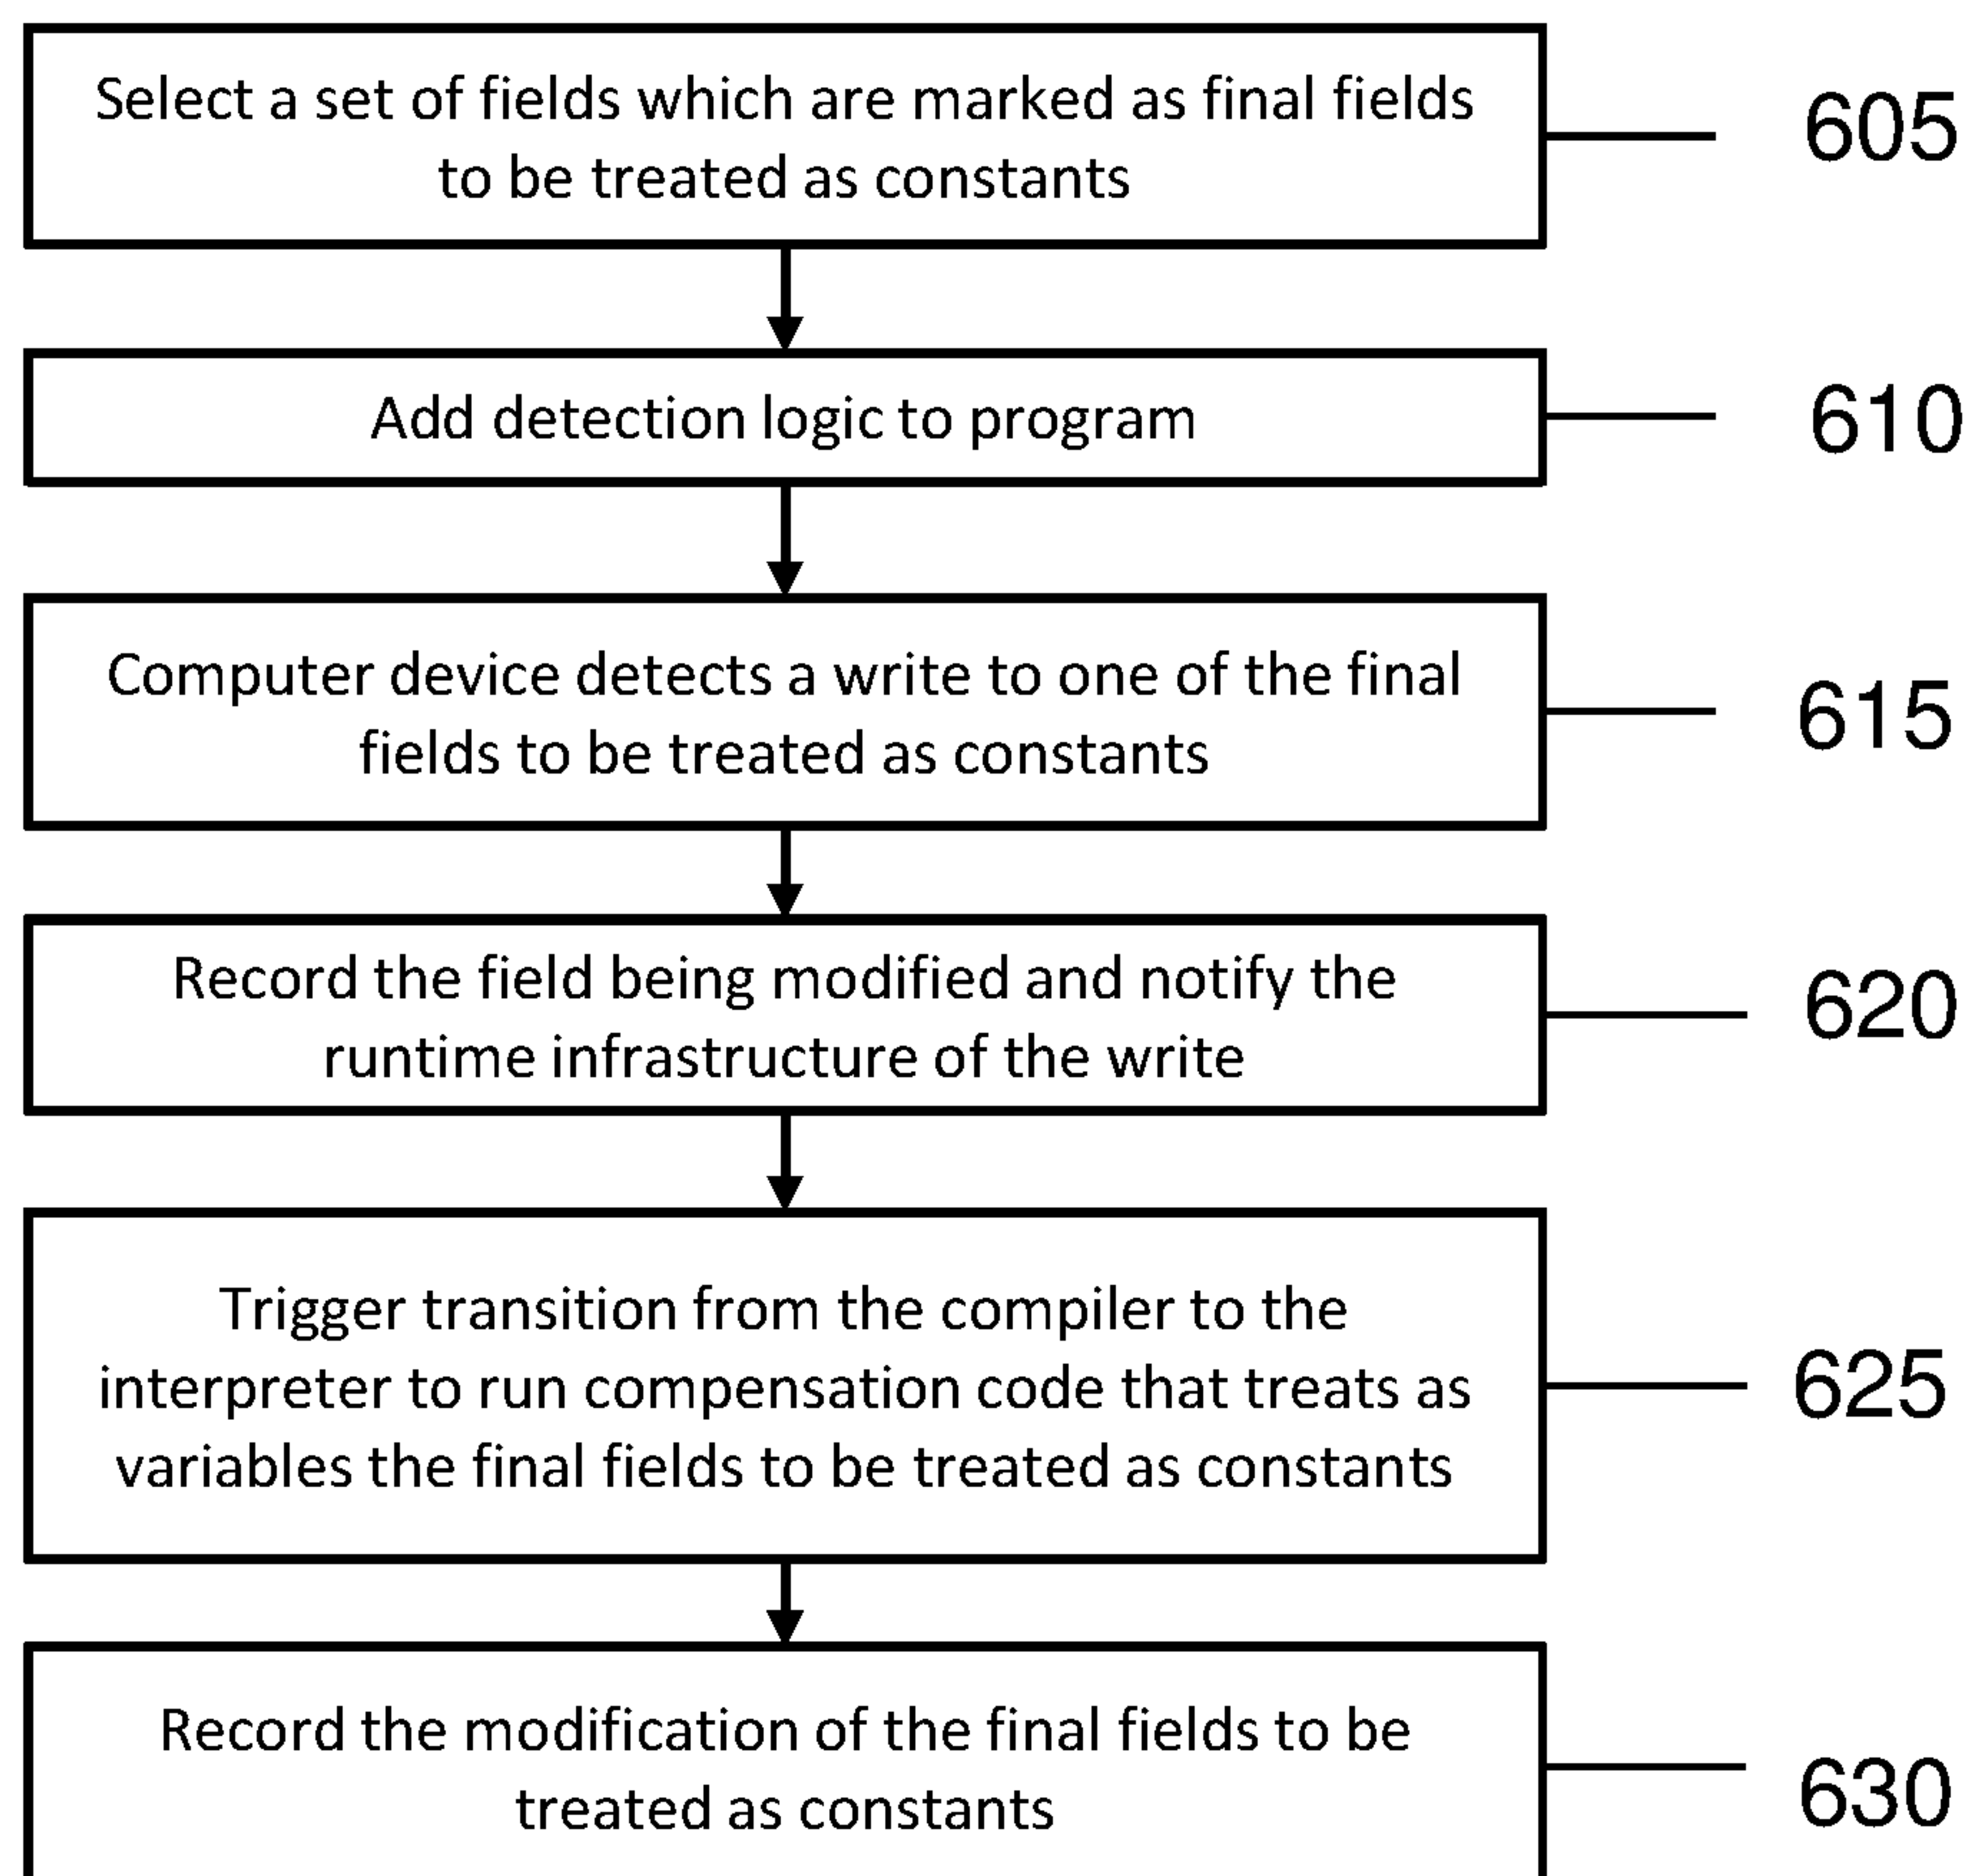 Select a set of fields which are marked as final fields
to be treated as constants
605
Add detection logic to program
610
Computer device detects a write to one of the final
fields to be treated as constants
615
Record the field being modified and notify the
runtime infrastructure of the write
620
Trigger transition from the compiler to the
interpreter to run compensation code that treats as
variables the final fields to be treated as constants
625
Record the modification of the final fields to be
treated as constants
630